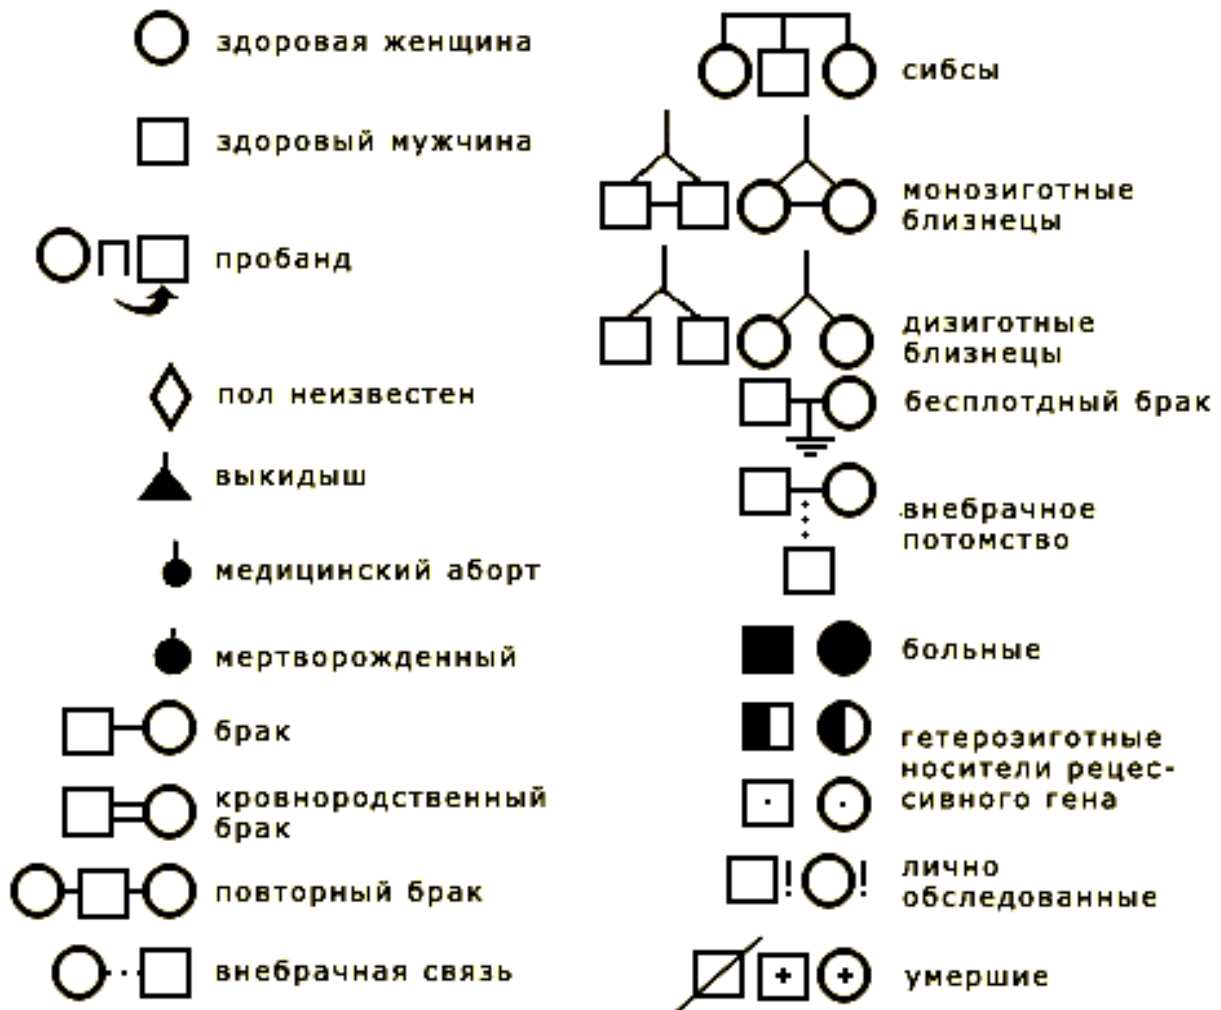 здоровая женщина
здоровый мужчина
П
пробанд
пол неизвестен
выкидыш
медицинский аборт
мертворожденный
брак
кровнородственный
брак
повторный брак
внебрачная связь
сибсы
монозиготные
близнецы
дизиготные
близнецы
бесплотдный брак
внебрачное
потомство
больные
гетерозиготные
носители рецес-
сивного гена
! !
лично
обследованные
умершие